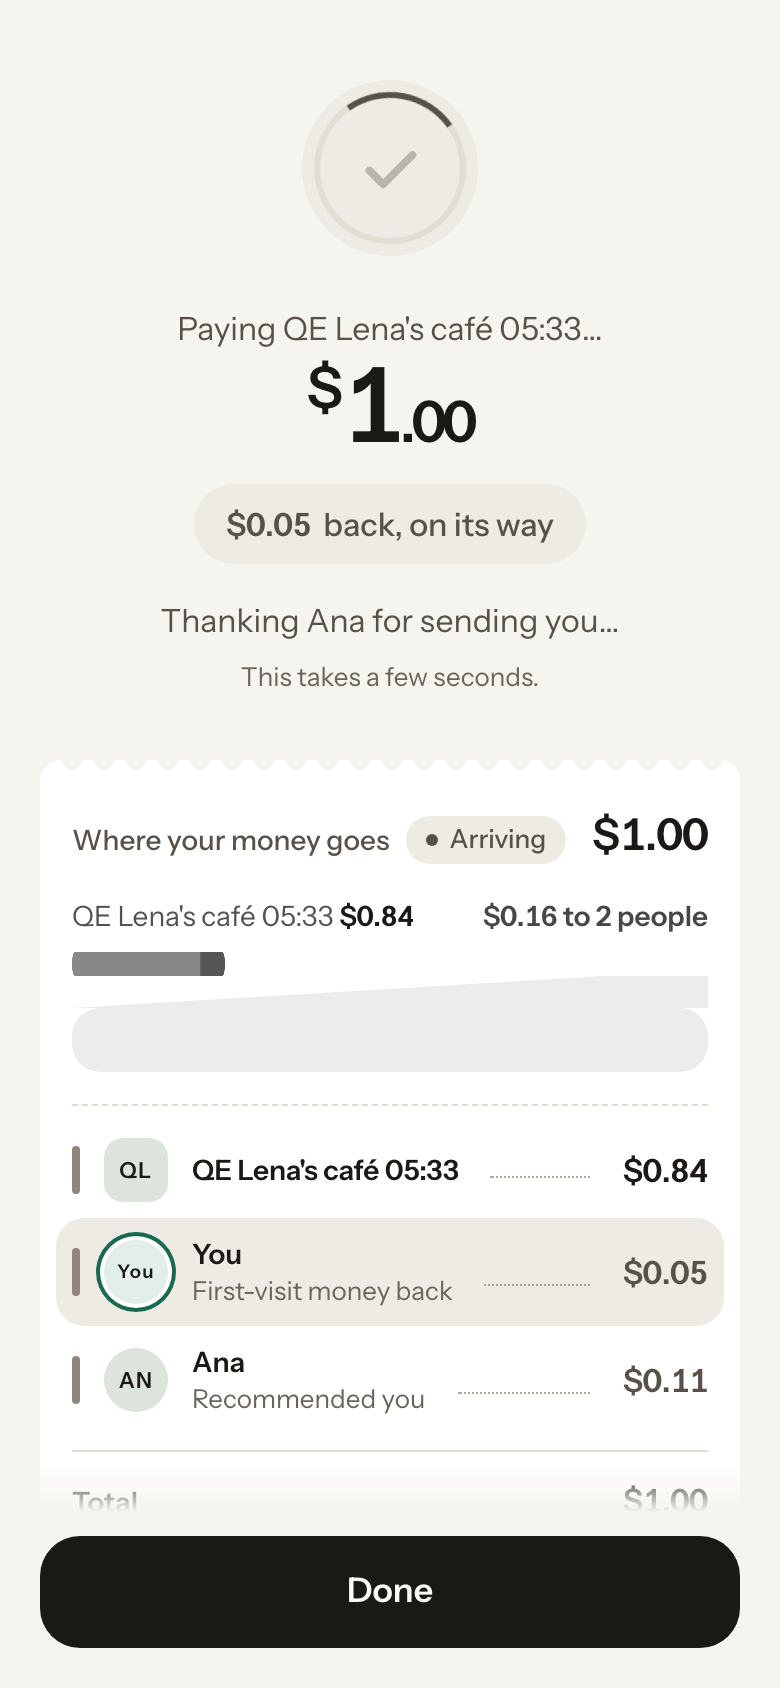 Paying QE Lena's café 05:33...
$1.00
$0.05 back, on its way
Thanking Ana for sending you...
This takes a few seconds.
Where your money goes Arriving $1.00
QE Lena's café 05:33 $0.84 $0.16 to 2 people
QL QE Lena's café 05:33 $0.84
You You $0.05
First-visit money back
AN Ana $0.11
Recommended you
Total $1.00
Done